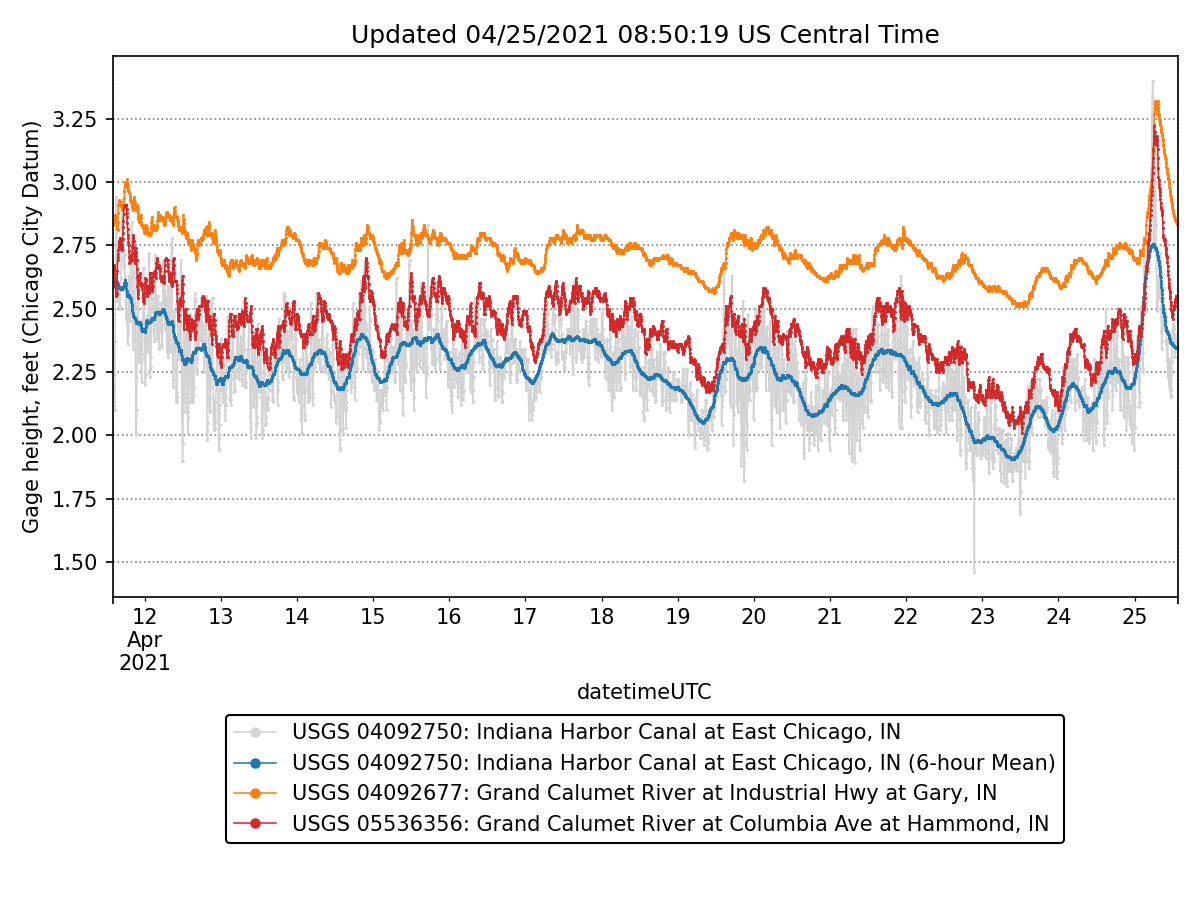 Updated 04/25/2021 08:50:19 US Central Time
Gage height, feet (Chicago City Datum)
3.25
3.00
2.75
2.50
2.25
2.00
1.75
1.50
12 13 14 15 16 17 18 19 20 21 22 23 24 25
Apr
2021
datetimeUTC
USGS 04092750: Indiana Harbor Canal at East Chicago, IN
USGS 04092750: Indiana Harbor Canal at East Chicago, IN (6-hour Mean)
USGS 04092677: Grand Calumet River at Industrial Hwy at Gary, IN
USGS 05536356: Grand Calumet River at Columbia Ave at Hammond, IN